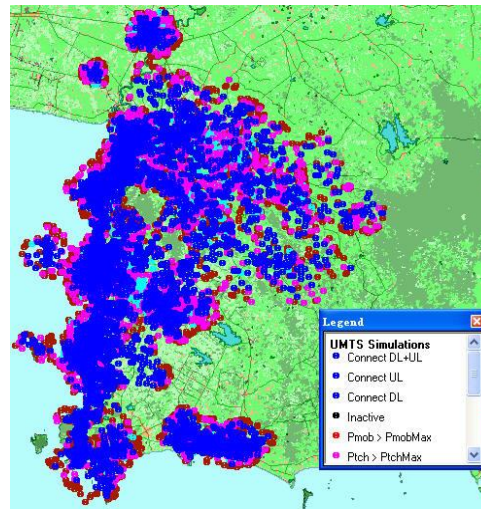 Legend
UMTS Simulations
Connect DL+UL
Connect UL
Connect DL
Inactive
Pmob > PmobMax
Ptch > PtchMax